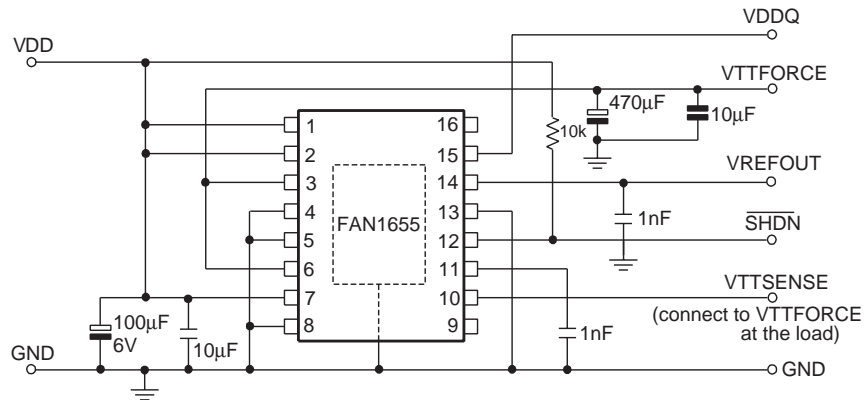 VDDQ
VDD
VTTFORCE
470μF
10μF
10k
1 16
2 15
3 14
VREFOUT
4 13
FAN1655
1nF
5 12
SHDN
6 11
7 10
VTTSENSE
(connect to VTTFORCE
at the load)
100μF
6V
10μF
8 9
1nF
GND
GND